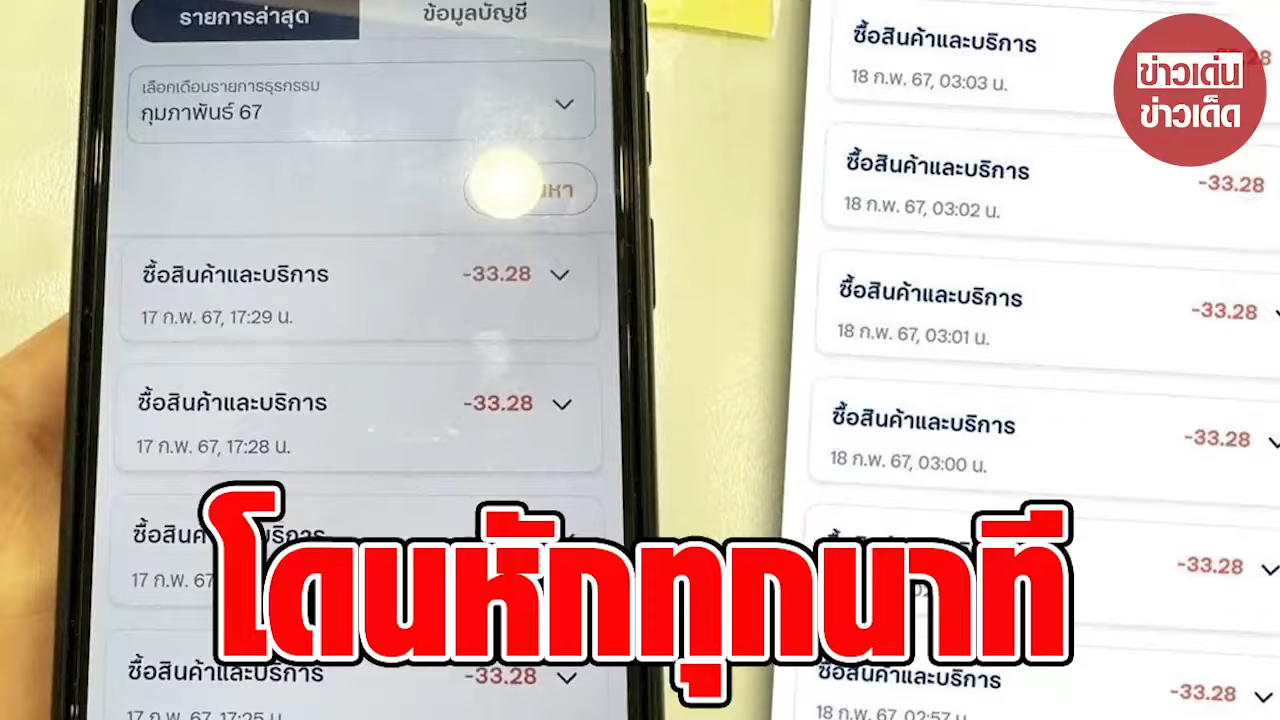 รายการล่าสุด
ข้อมูลบัญชี
เลือกเดือนรายการธุรกรรม
กุมภาพันธ์ 67
ซื้อสินค้าและบริการ -33.28
17 ก.พ. 67, 17:29 น.
ซื้อสินค้าและบริการ -33.28
17 ก.พ. 67, 17:28 น.
17 ก.พ. 67
ซื้อสินค้าและบริการ -33.28
17 ก.พ. 67, 17:25 น.
ซื้อสินค้าและบริการ
18 ก.พ. 67, 03:03 น.
ซื้อสินค้าและบริการ -33.28
18 ก.พ. 67, 03:02 น.
ซื้อสินค้าและบริการ -33.28
18 ก.พ. 67, 03:01 น.
ซื้อสินค้าและบริการ -33.28
18 ก.พ. 67, 03:00 น.
-33.28
ซื้อสินค้าและบริการ -33.28
18 ก.พ. 67, 02:57 น.
ข่าวเด่น
ข่าวเด็ด
โดนหักทุกนาที